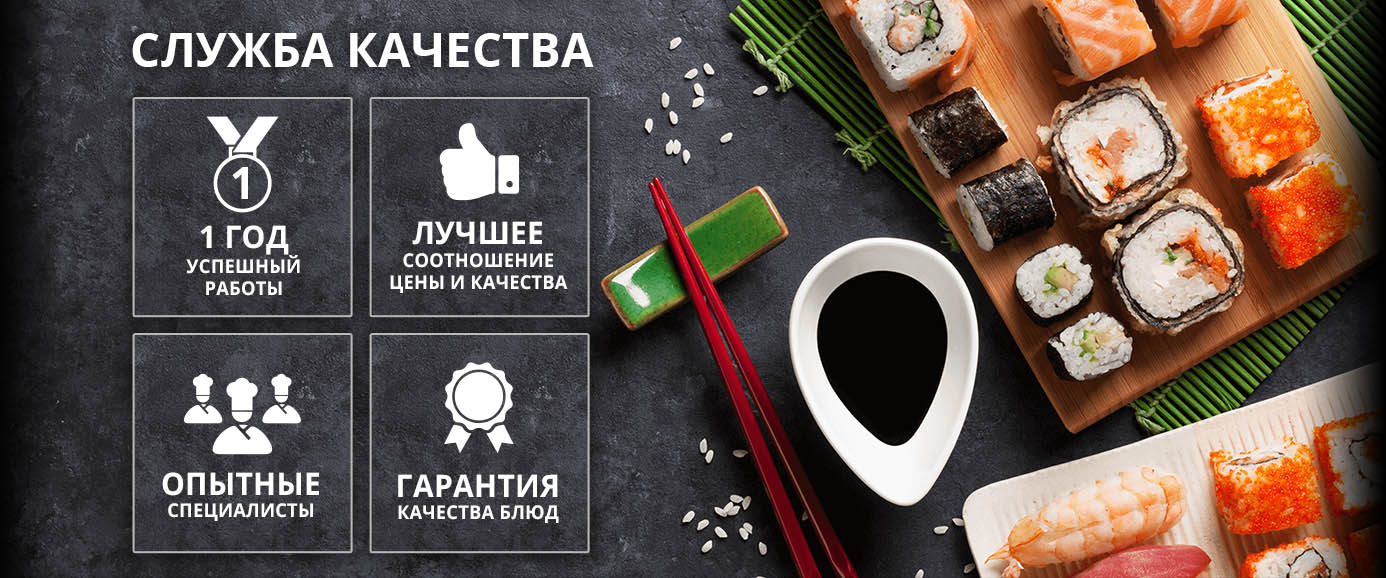 СЛУЖБА КАЧЕСТВА
1
1 ГОД
УСПЕШНЫЙ
РАБОТЫ
ЛУЧШЕЕ
СООТНОШЕНИЕ
ЦЕНЫ И КАЧЕСТВА
ОПЫТНЫЕ
СПЕЦИАЛИСТЫ
ГАРАНТИЯ
КАЧЕСТВА БЛЮД